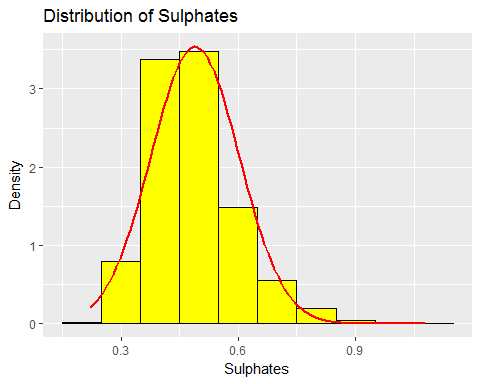 Distribution of Sulphates
3
2
1
0
Density
0.3 0.6 0.9
Sulphates